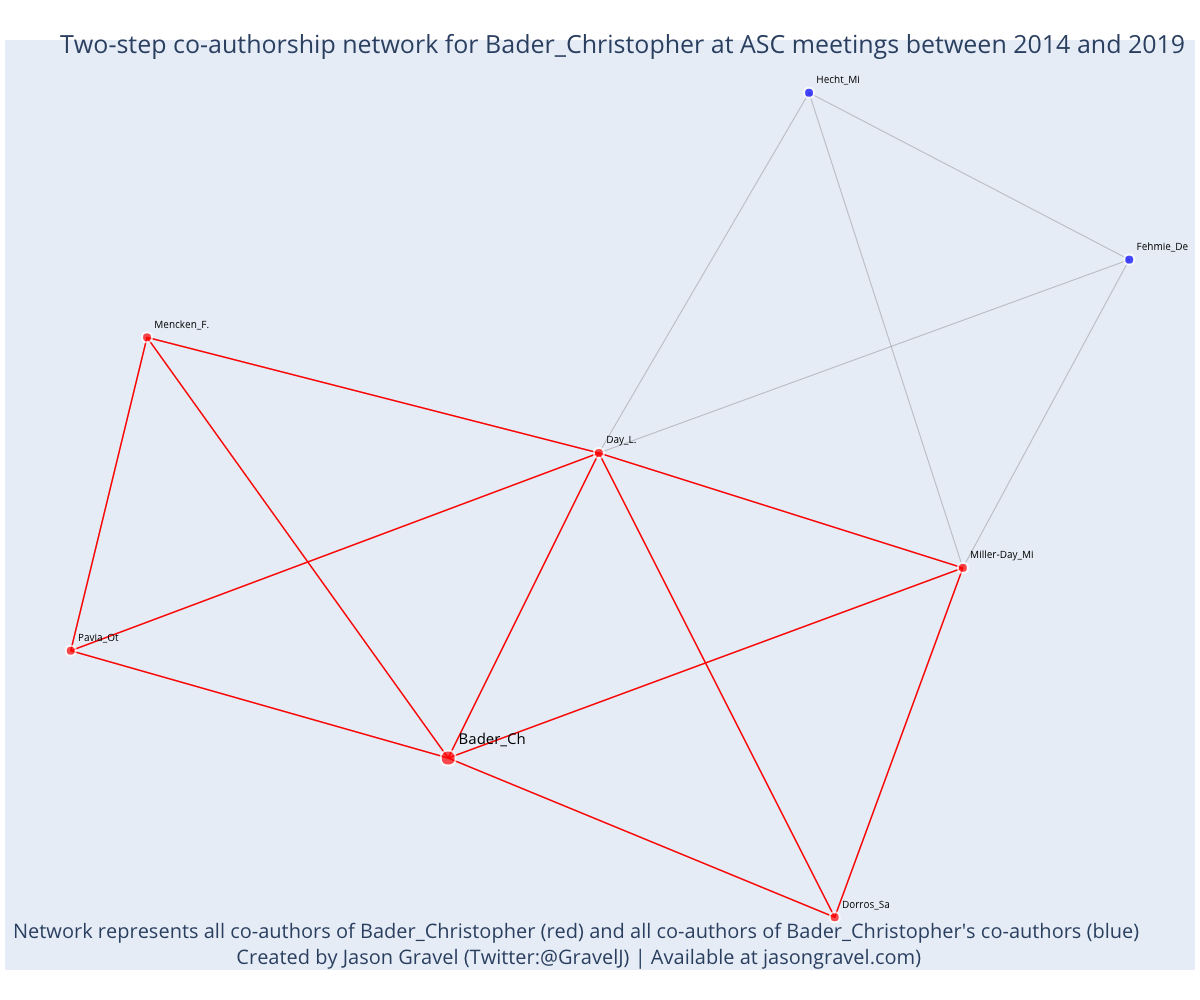 Two-step co-authorship network for Bader_Christopher at ASC meetings between 2014 and 2019
Hecht_Mi
Fehmie_De
Mencken_F.
Day_L.
Miller-Day_Mi
Pavia_Ot
Bader_Ch
Dorros_Sa
Network represents all co-authors of Bader_Christopher (red) and all co-authors of Bader_Christopher's co-authors (blue)
Created by Jason Gravel (Twitter:@GravelJ) | Available at jasongravel.com)